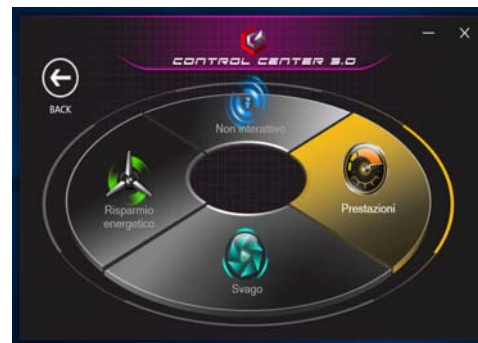 CONTROL CENTER 3.0
BACK
Non interattivo
Risparmio
energetico
Prestazioni
Svago